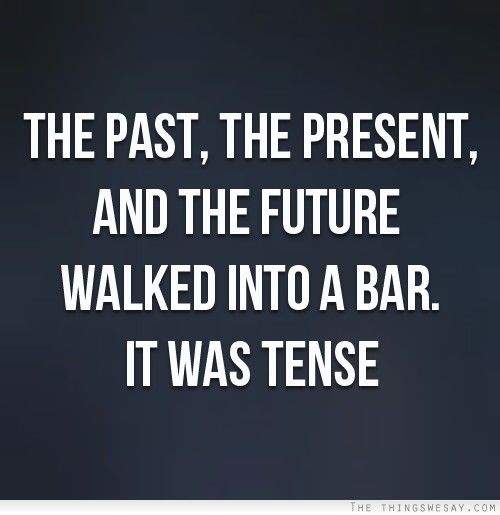 THE PAST, THE PRESENT,
AND THE FUTURE
WALKED INTO A BAR.
IT WAS TENSE
THE THINGSWESAY.COM